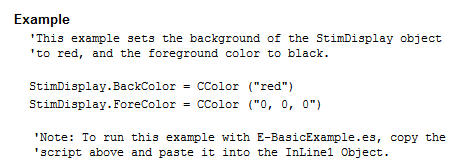 Example
'This example sets the background of the StimDisplay object
'to red, and the foreground color to black.
StimDisplay.BackColor = CColor ("red")
StimDisplay.ForeColor = CColor ("0, 0, 0")
'Note: To run this example with E-BasicExample.es, copy the
'script above and paste it into the InLine1 Object.